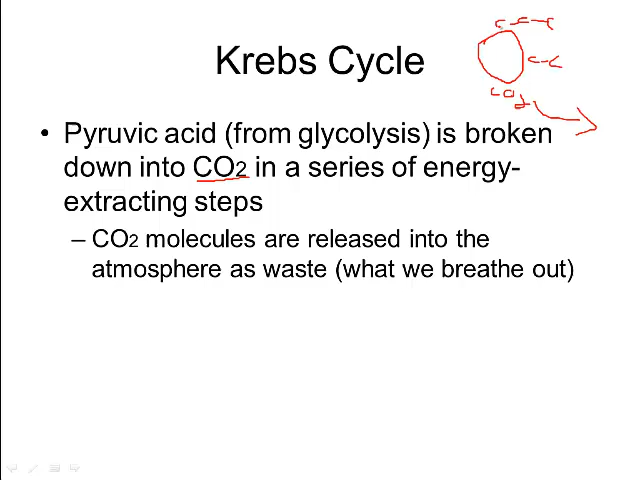 C-C-C
Krebs Cycle
C-C
CO2
• Pyruvic acid (from glycolysis) is broken
down into CO2 in a series of energy-
extracting steps
– CO2 molecules are released into the
atmosphere as waste (what we breathe out)